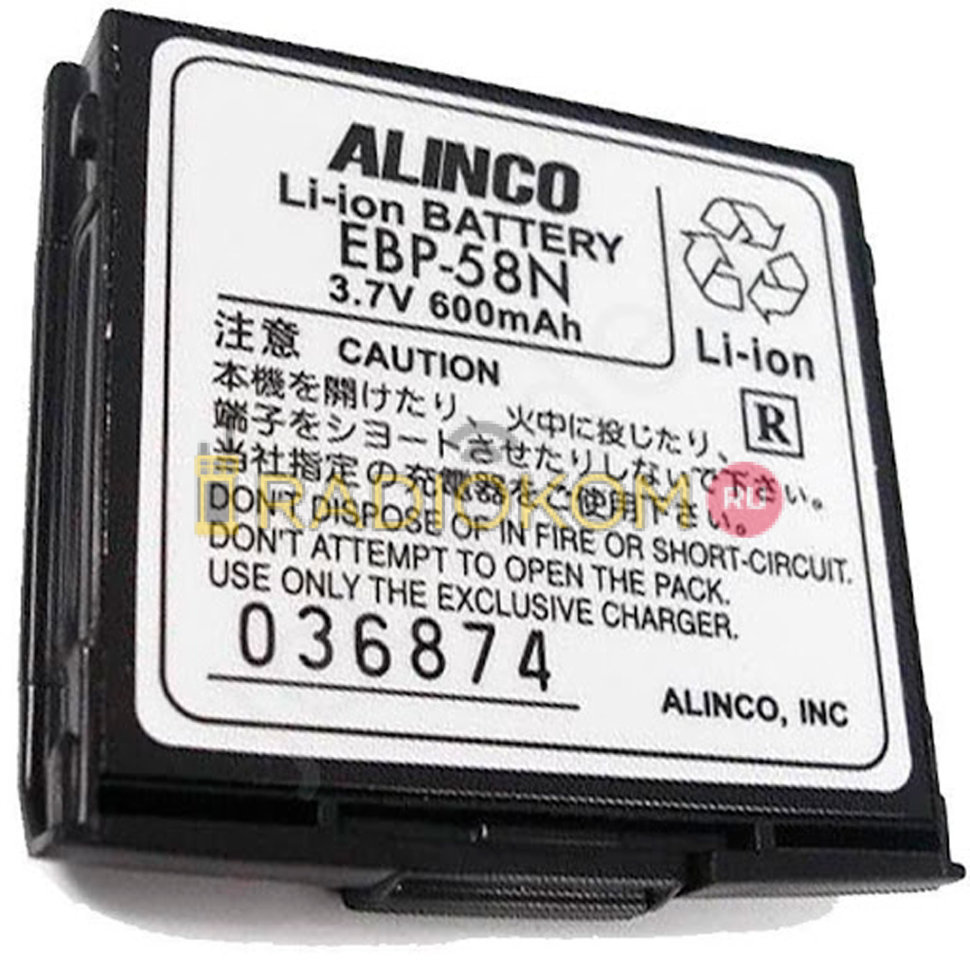 ALINCO
Li-ion BATTERY
EBP-58N
3.7V 600mAh
Li-ion
R
注意 CAUTION
本機を開けたり、火中に投じたり、
端子をショートさせたりしないで下さい。
当社指定の充電器をご使用下さい。
RADIOKOM RU
DON'T DISPOSE OF IN FIRE OR SHORT-CIRCUIT.
DON'T ATTEMPT TO OPEN THE PACK.
USE ONLY THE EXCLUSIVE CHARGER.
036874
ALINCO, INC